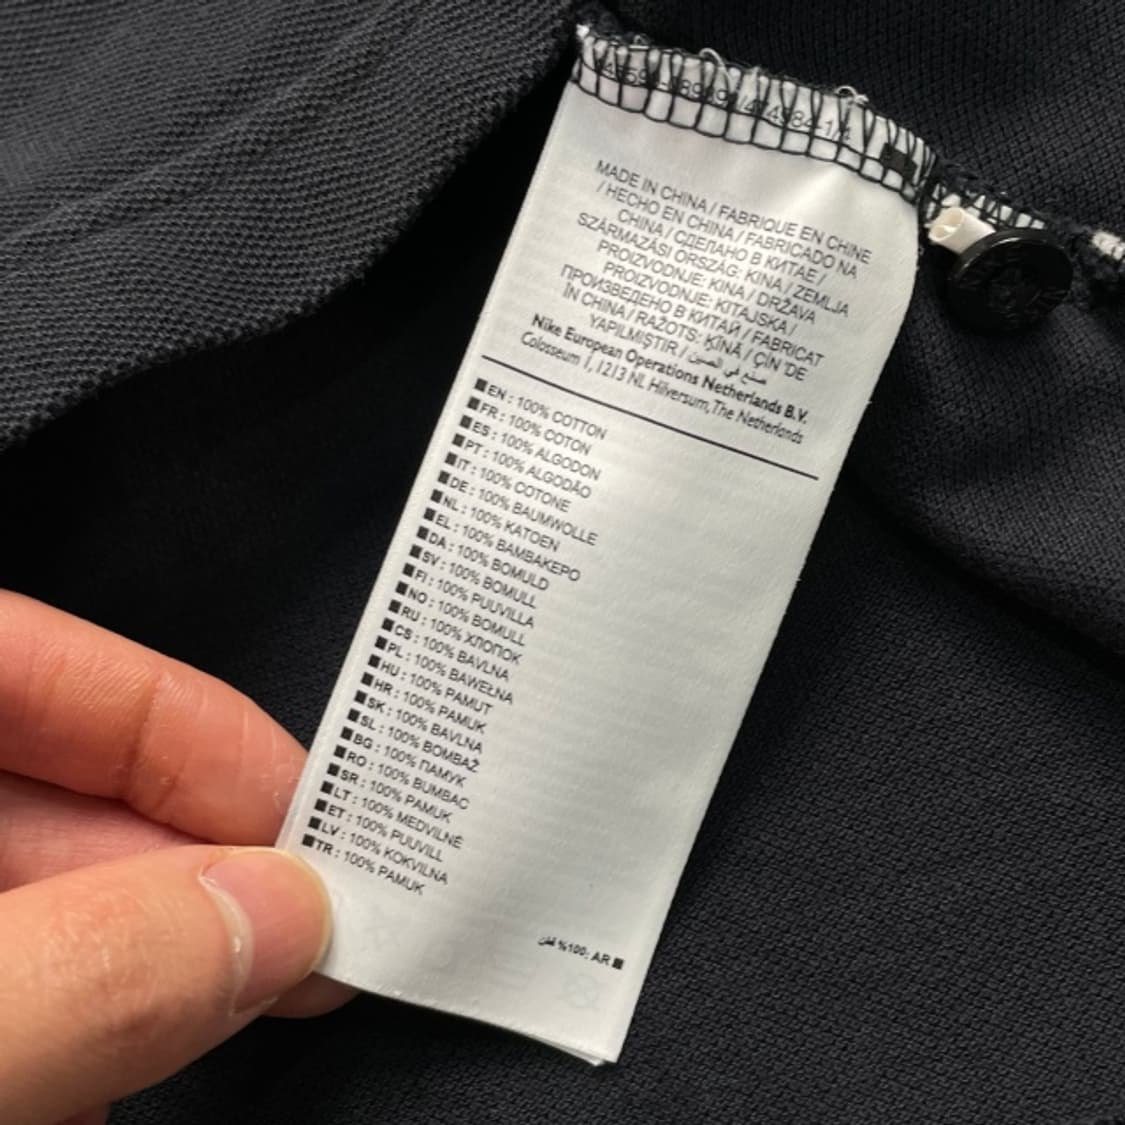 MADE IN CHINA / FABRIQUE EN CHINE
/ HECHO EN CHINA / FABRICADO NA
CHINA / СДЕЛАНО В КИТАЕ /
SZÁRMAZÁSI ORSZÁG: KINA / ZEMLJA
PROIZVODNJE: KINA / DRŽAVA
PROIZVODNJE: KITAJSKA /
ПРОИЗВЕДЕНО В КИТАЙ / FABRICAT
ÎN CHINA / RAŽOTS: ĶĪNĀ / ÇİN 'DE
YAPILMIŞTIR / صنع في الصين
Nike European Operations Netherlands B.V.
Colosseum 1, 1213 NL Hilversum, The Netherlands
■ EN : 100% COTTON
■ FR : 100% COTON
■ ES : 100% ALGODON
■ PT : 100% ALGODÃO
■ IT : 100% COTONE
■ DE : 100% BAUMWOLLE
■ NL : 100% KATOEN
■ EL : 100% ΒΑΜΒΑΚΕΡΟ
■ DA : 100% BOMULD
■ SV : 100% BOMULL
■ FI : 100% PUUVILLA
■ NO : 100% BOMULL
■ RU : 100% ХЛОПОК
■ CS : 100% BAVLNA
■ PL : 100% BAWEŁNA
■ HU : 100% PAMUT
■ HR : 100% PAMUK
■ SK : 100% BAVLNA
■ SL : 100% BOMBAŽ
■ BG : 100% ПАМУК
■ RO : 100% BUMBAC
■ SR : 100% PAMUK
■ LT : 100% MEDVILNĖ
■ ET : 100% PUUVILL
■ LV : 100% KOKVILNA
■ TR : 100% PAMUK
■ AR :100% قطن